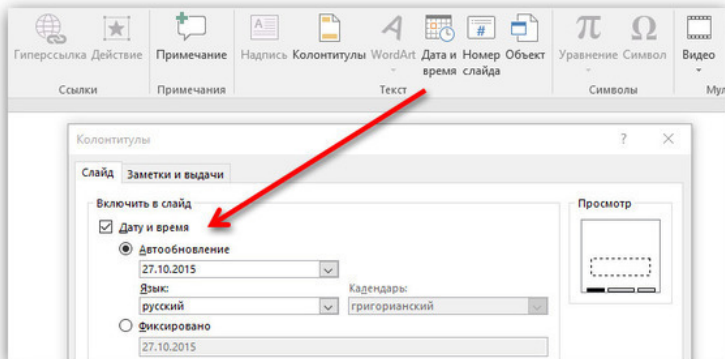 Гиперссылка Действие Примечание Надпись Колонтитулы WordArt Дата и время Номер слайда Объект Уравнение Символ Видео
Ссылки Примечания Текст Символы Мул
Колонтитулы ? ×
Слайд Заметки и выдачи
Включить в слайд Просмотр
Дату и время
Автообновление
27.10.2015
Язык: Календарь:
русский григорианский
Фиксировано
27.10.2015